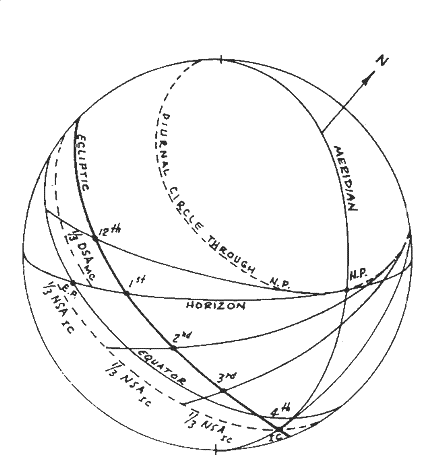 N
MERIDIAN
DIURNAL CIRCLE THROUGH N.P.
ECLIPTIC
12th
1/3 DSA MC
N.P.
1st
E.P.
HORIZON
1/3 NSA IC
2nd
EQUATOR
3rd
1/3 NSA IC
1/3 NSA IC
4th
IC